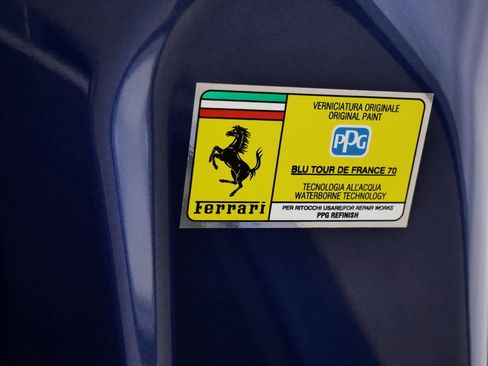 VERNICIATURA ORIGINALE
ORIGINAL PAINT
PPG
BLU TOUR DE FRANCE 70
TECNOLOGIA ALL'ACQUA
WATERBORNE TECHNOLOGY
Ferrari
PER RITOCCHI USARE/FOR REPAIR WORKS
PPG REFINISH